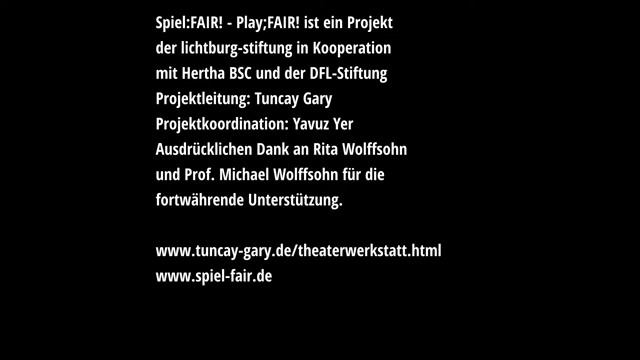 Spiel:FAIR! - Play;FAIR! ist ein Projekt
der lichtburg-stiftung in Kooperation
mit Hertha BSC und der DFL-Stiftung
Projektleitung: Tuncay Gary
Projektkoordination: Yavuz Yer
Ausdrücklichen Dank an Rita Wolffsohn
und Prof. Michael Wolffsohn für die
fortwährende Unterstützung.
www.tuncay-gary.de/theaterwerkstatt.html
www.spiel-fair.de